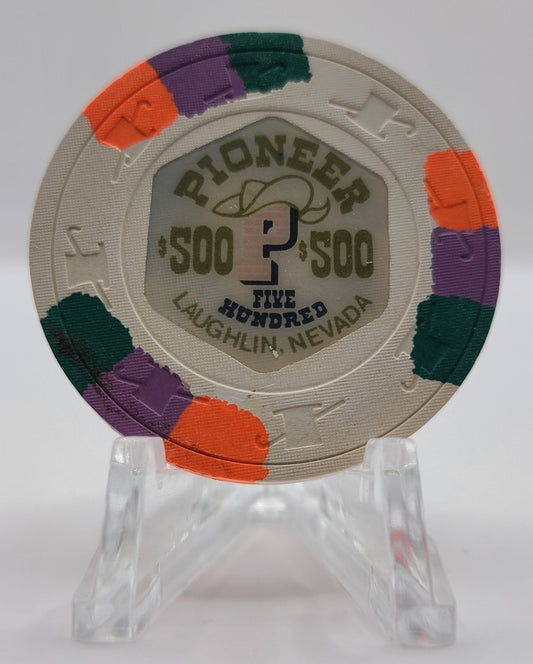 PIONEER
$500 P $500
FIVE
HUNDRED
LAUGHLIN, NEVADA